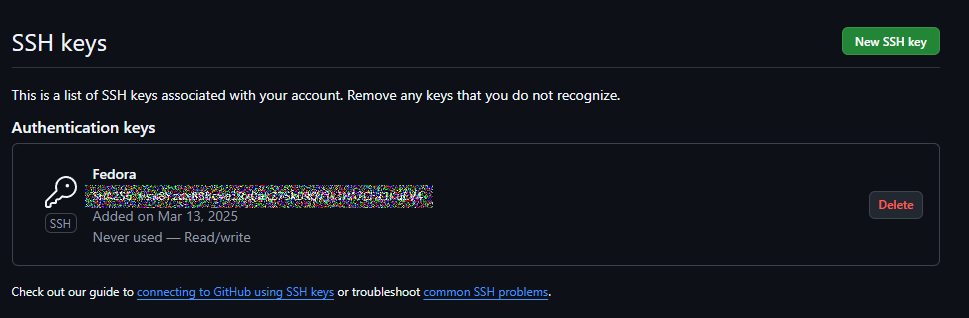 SSH keys
New SSH key
This is a list of SSH keys associated with your account. Remove any keys that you do not recognize.
Authentication keys
Fedora
Added on Mar 13, 2025
SSH
Never used — Read/write
Delete
Check out our guide to connecting to GitHub using SSH keys or troubleshoot common SSH problems.